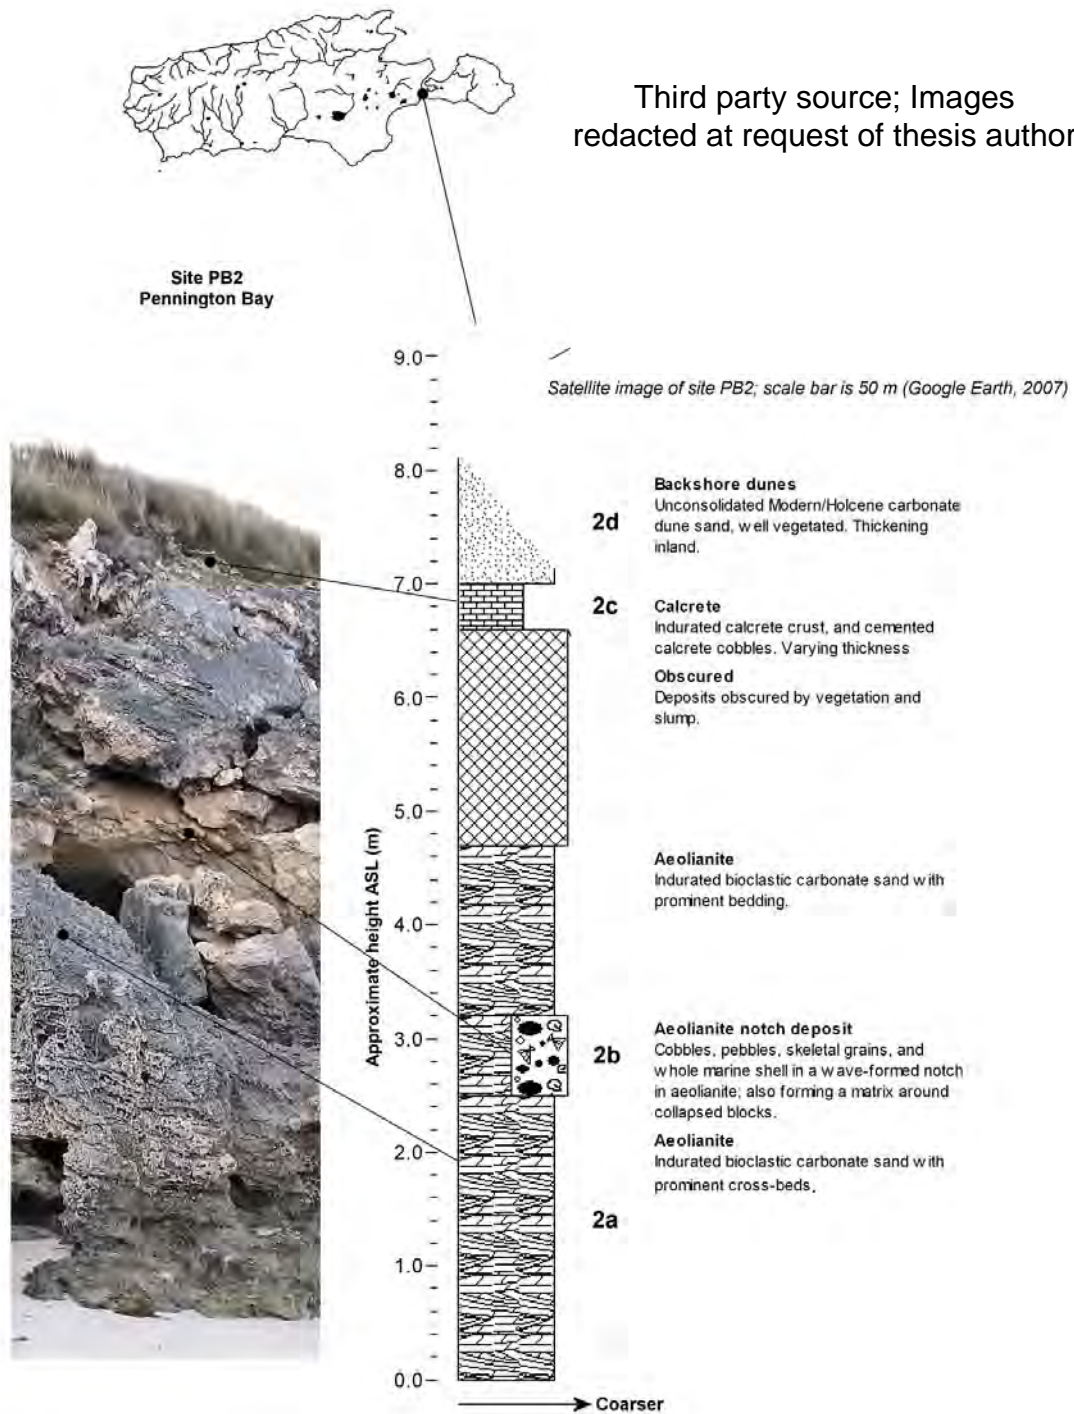 Third party source; Images
redacted at request of thesis author
Site PB2
Pennington Bay
Satellite image of site PB2; scale bar is 50 m (Google Earth, 2007)
Approximate height ASL (m)
9.0
8.0
7.0
6.0
5.0
4.0
3.0
2.0
1.0
0.0
2d
Backshore dunes
Unconsolidated Modern/Holcene carbonate
dune sand, well vegetated. Thickening
inland.
2c
Calcrete
Indurated calcrete crust, and cemented
calcrete cobbles. Varying thickness
Obscured
Deposits obscured by vegetation and
slump.
Aeolianite
Indurated bioclastic carbonate sand with
prominent bedding.
2b
Aeolianite notch deposit
Cobbles, pebbles, skeletal grains, and
whole marine shell in a wave-formed notch
in aeolianite; also forming a matrix around
collapsed blocks.
Aeolianite
Indurated bioclastic carbonate sand with
prominent cross-beds.
2a
Coarser